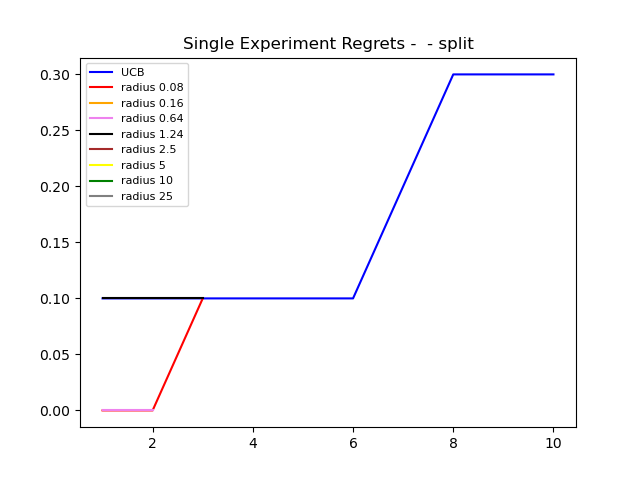 Single Experiment Regrets -  - split
UCB
radius 0.08
radius 0.16
radius 0.64
radius 1.24
radius 2.5
radius 5
radius 10
radius 25
0.30
0.25
0.20
0.15
0.10
0.05
0.00
2 4 6 8 10